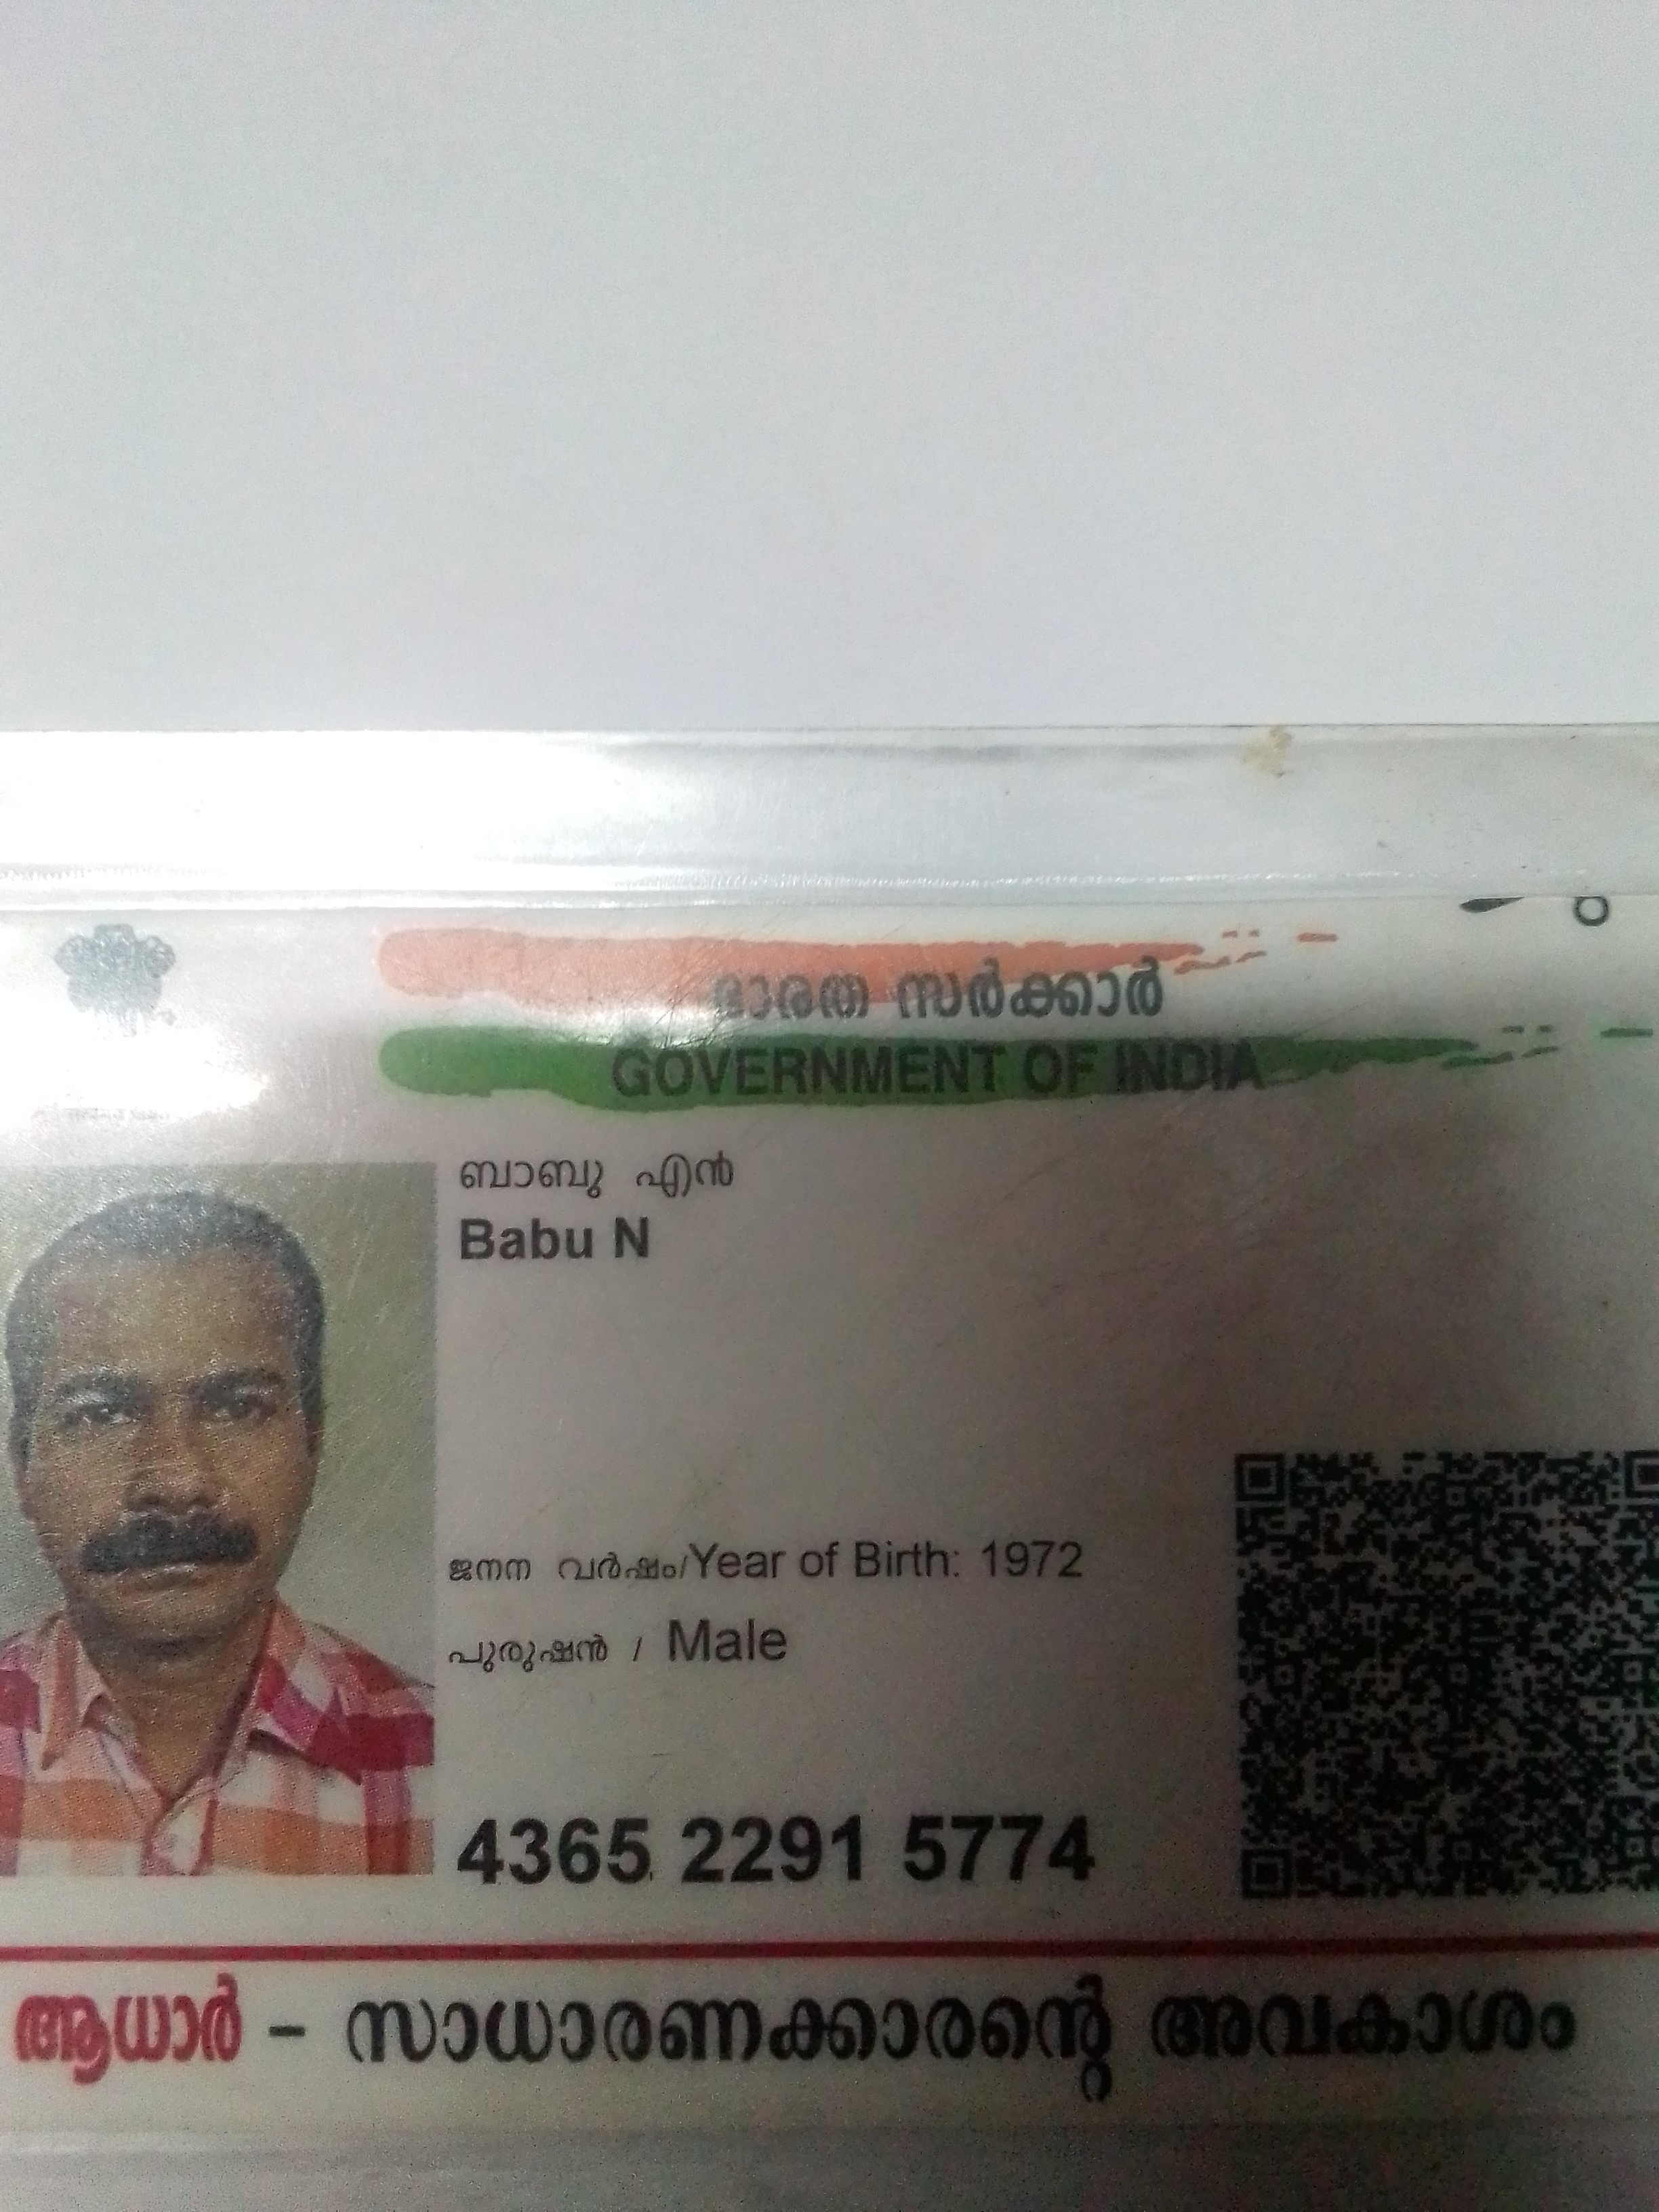 ഭാരത സർക്കാർ
GOVERNMENT OF INDIA
ബാബു എൻ
Babu N
ജനന വർഷം/Year of Birth: 1972
പുരുഷൻ / Male
4365 2291 5774
ആധാർ - സാധാരണക്കാരന്റെ അവകാശം